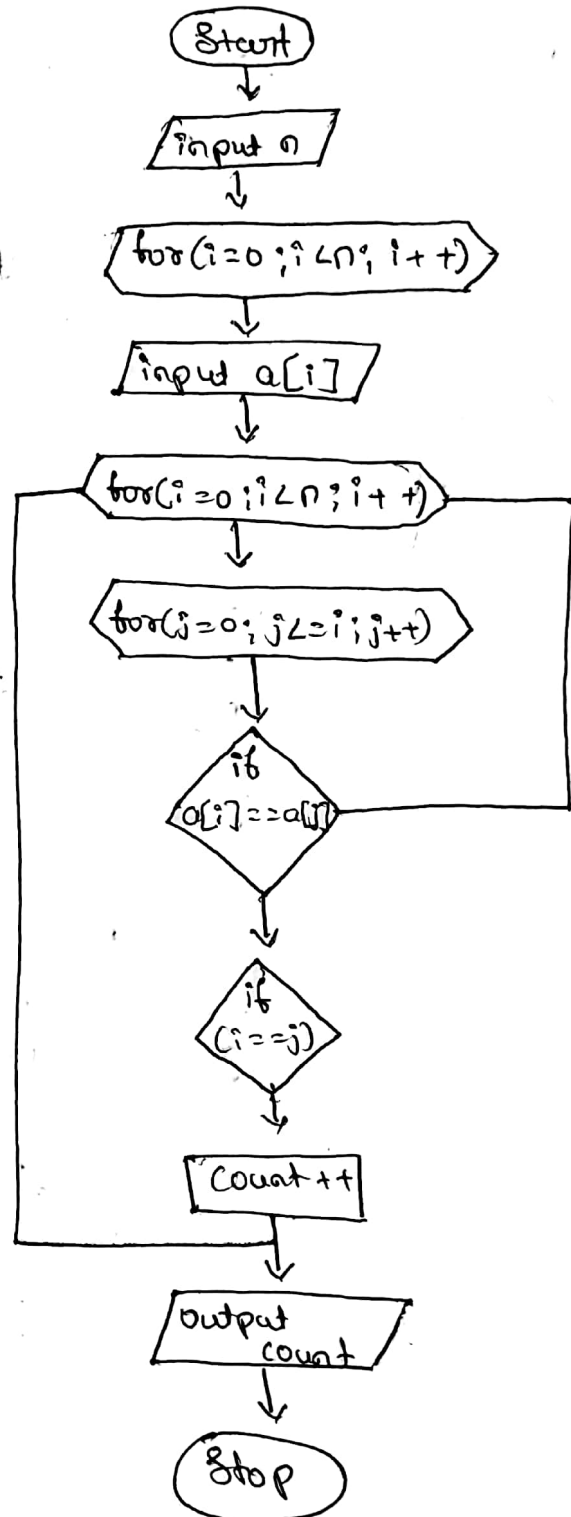 Start
input n
for(i=0;i<n;i++)
input a[i]
for(i=0;i<n;i++)
for(j=0;j<=i;j++)
if
a[i]==a[j]
if
(i==j)
count++
output
count
Stop